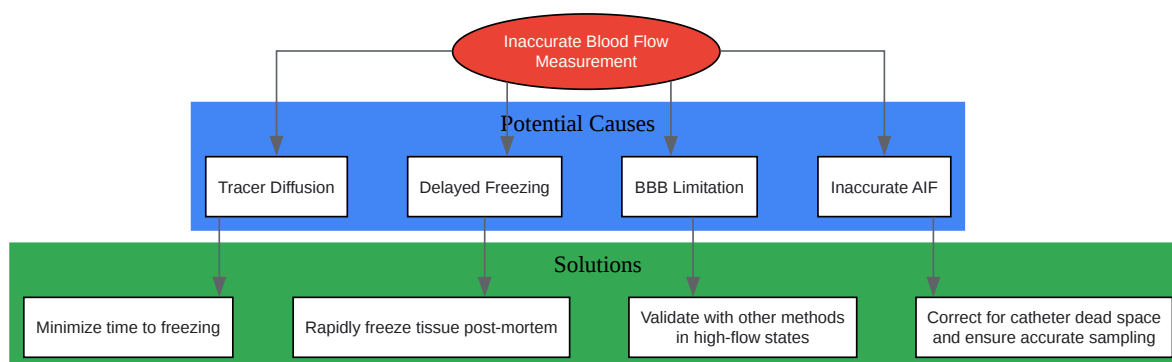 Inaccurate Blood Flow
Measurement
Potential Causes
Tracer Diffusion
Delayed Freezing
BBB Limitation
Inaccurate AIF
Solutions
Minimize time to freezing
Rapidly freeze tissue post-mortem
Validate with other methods
in high-flow states
Correct for catheter dead space
and ensure accurate sampling